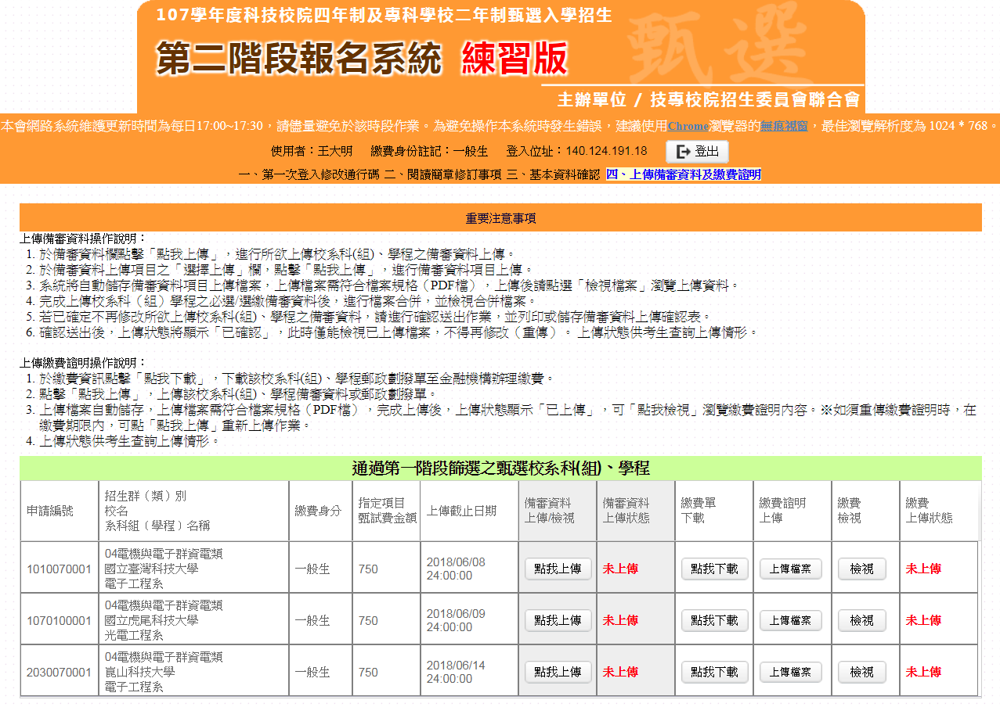 107學年度科技校院四年制及專科學校二年制甄選入學招生
甄選
第二階段報名系統 練習版
主辦單位 / 技專校院招生委員會聯合會
本會網路系統維護更新時間為每日17:00~17:30，請儘量避免於該時段作業。為避免操作本系統時發生錯誤，建議使用Chrome瀏覽器的無痕視窗，最佳瀏覽解析度為 1024 * 768。
使用者：王大明 繳費身份註記：一般生 登入位址：140.124.191.18 登出
一、第一次登入修改通行碼 二、閱讀簡章修訂事項 三、基本資料確認 四、上傳備審資料及繳費證明
重要注意事項
上傳備審資料操作說明：
1. 於備審資料欄點擊「點我上傳」，進行所欲上傳校系科(組)、學程之備審資料上傳。
2. 於備審資料上傳項目之「選擇上傳」欄，點擊「點我上傳」，進行備審資料項目上傳。
3. 系統將自動儲存備審資料項目上傳檔案，上傳檔案需符合檔案規格（PDF檔），上傳後請點選「檢視檔案」瀏覽上傳資料。
4. 完成上傳校系科（組）學程之必選/選繳備審資料後，進行檔案合併，並檢視合併檔案。
5. 若已確定不再修改所欲上傳校系科(組)、學程之備審資料，請進行確認送出作業，並列印或儲存備審資料上傳確認表。
6. 確認送出後，上傳狀態將顯示「已確認」，此時僅能檢視已上傳檔案，不得再修改（重傳）。 上傳狀態供考生查詢上傳情形。
上傳繳費證明操作說明：
1. 於繳費資訊點擊「點我下載」，下載該校系科(組)、學程郵政劃撥單至金融機構辦理繳費。
2. 點擊「點我上傳」，上傳該校系科(組)、學程備審資料或郵政劃撥單。
3. 上傳檔案自動儲存，上傳檔案需符合檔案規格（PDF檔），完成上傳後，上傳狀態顯示「已上傳」，可「點我檢視」瀏覽繳費證明內容。※如須重傳繳費證明時，在
繳費期限內，可點「點我上傳」重新上傳作業。
4. 上傳狀態供考生查詢上傳情形。
通過第一階段篩選之甄選校系科(組)、學程
申請編號
招生群（類）別
校名
系科組（學程）名稱
繳費身分
指定項目
甄試費金額
上傳截止日期
備審資料
上傳/檢視
備審資料
上傳狀態
繳費單
下載
繳費證明
上傳
繳費
檢視
繳費
上傳狀態
1010070001
04電機與電子群資電類
國立臺灣科技大學
電子工程系
一般生
750
2018/06/08
24:00:00
點我上傳
未上傳
點我下載
上傳檔案
檢視
未上傳
1070100001
04電機與電子群資電類
國立虎尾科技大學
光電工程系
一般生
750
2018/06/09
24:00:00
點我上傳
未上傳
點我下載
上傳檔案
檢視
未上傳
2030070001
04電機與電子群資電類
崑山科技大學
電子工程系
一般生
750
2018/06/14
24:00:00
點我上傳
未上傳
點我下載
上傳檔案
檢視
未上傳